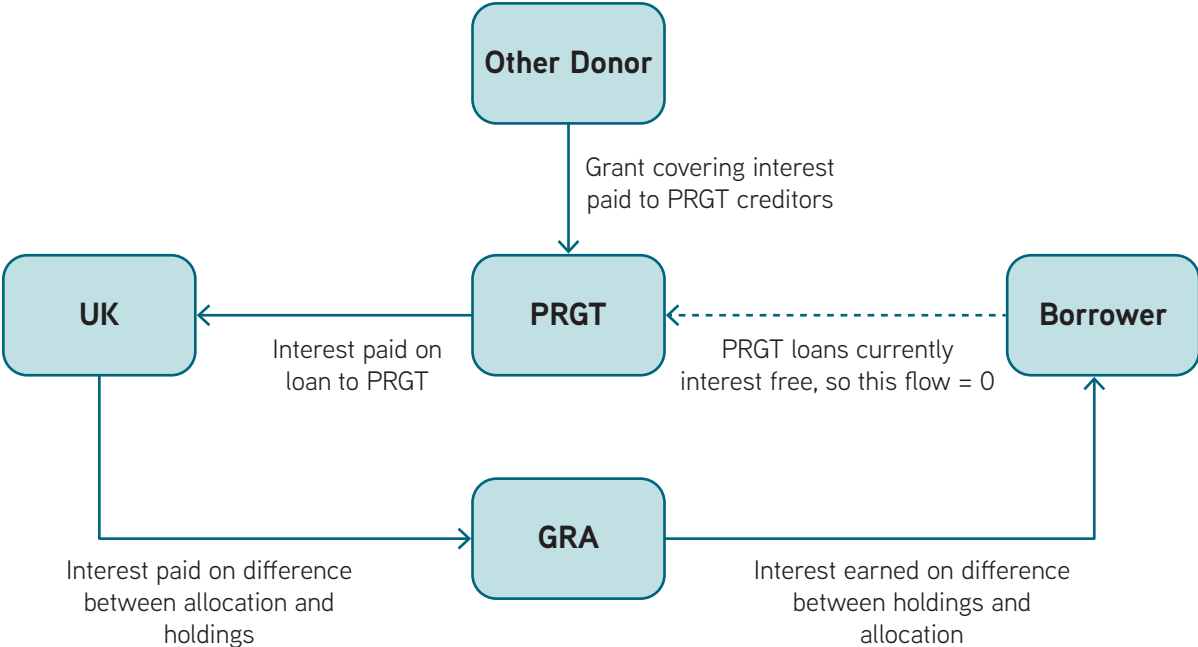 Other Donor
Grant covering interest
paid to PRGT creditors
UK
PRGT
Borrower
Interest paid on
loan to PRGT
PRGT loans currently
interest free, so this flow = 0
GRA
Interest paid on difference
between allocation and
holdings
Interest earned on difference
between holdings and
allocation